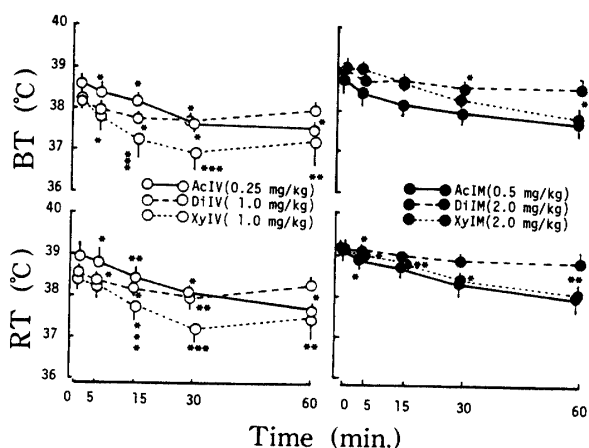 40
39
38
37
36
BT (℃)
AcIV(0.25 mg/kg)
DiIV( 1.0 mg/kg)
XyIV( 1.0 mg/kg)
AcIM(0.5 mg/kg)
DiIM(2.0 mg/kg)
XyIM(2.0 mg/kg)
40
39
38
37
36
RT (℃)
0 5 15 30 60
0 5 15 30 60
Time (min.)